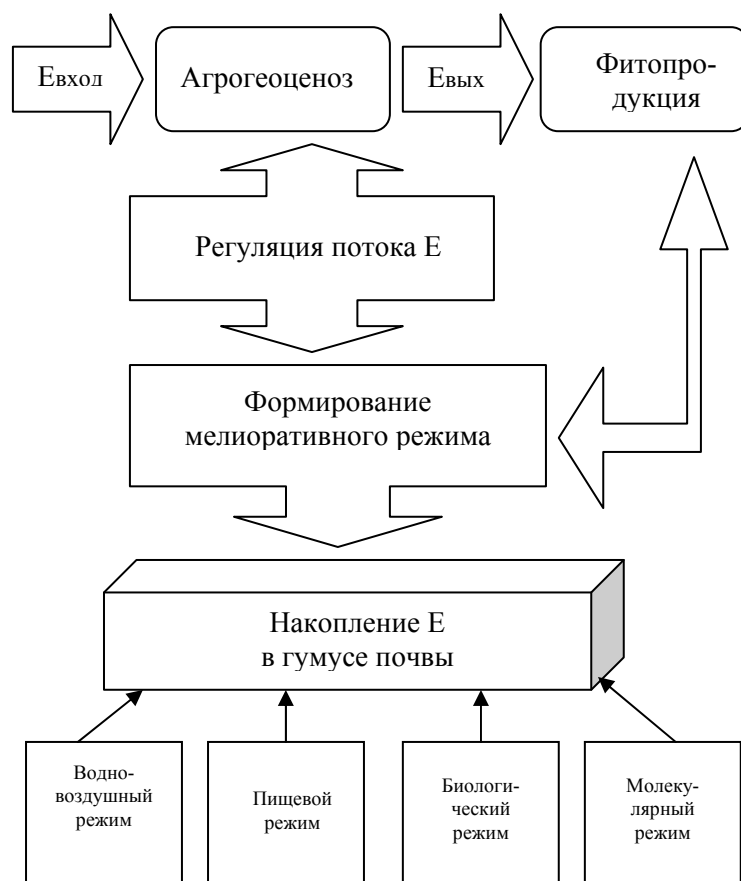 Eвход
Агрогеоценоз
Eвых
Фитопро-
дукция
Регуляция потока Е
Формирование
мелиоративного режима
Накопление Е
в гумусе почвы
Водно-
воздушный
режим
Пищевой
режим
Биологи-
ческий
режим
Молеку-
лярный
режим